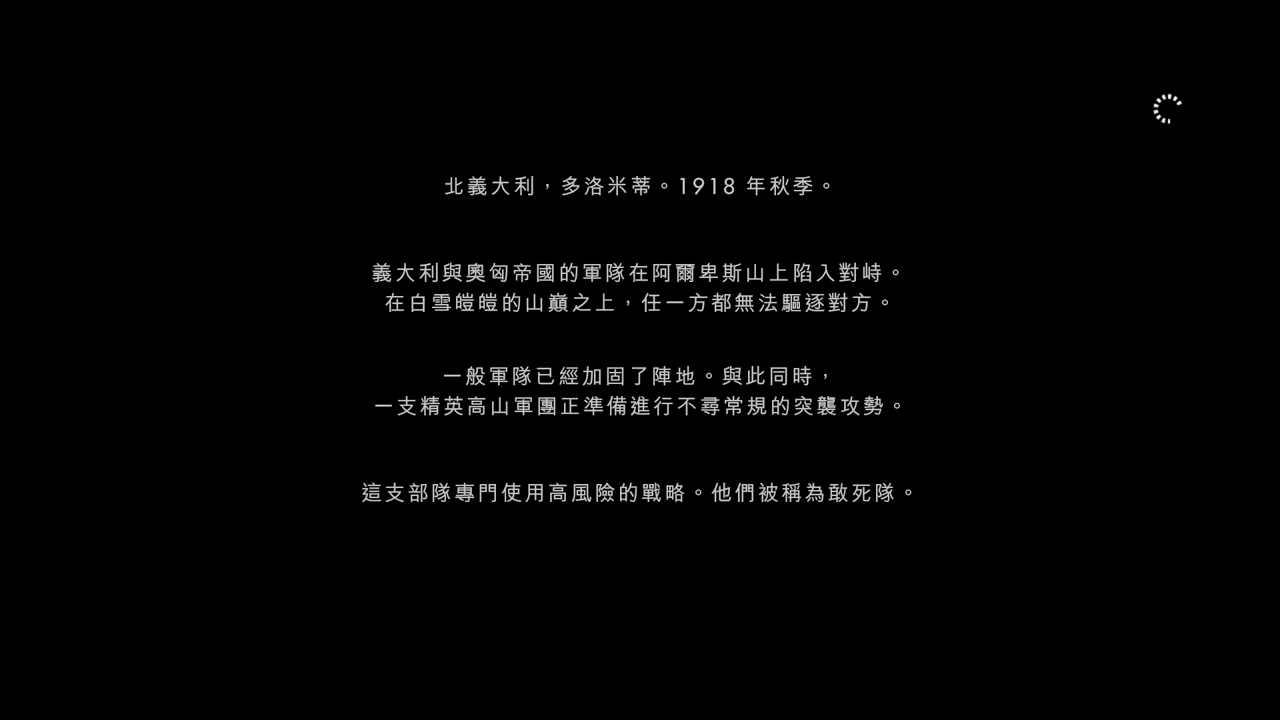 北義大利，多洛米蒂。1918 年秋季。
義大利與奧匈帝國的軍隊在阿爾卑斯山上陷入對峙。
在白雪皚皚的山巔之上，任一方都無法驅逐對方。
一般軍隊已經加固了陣地。與此同時，
一支精英高山軍團正準備進行不尋常規的突襲攻勢。
這支部隊專門使用高風險的戰略。他們被稱為敢死隊。